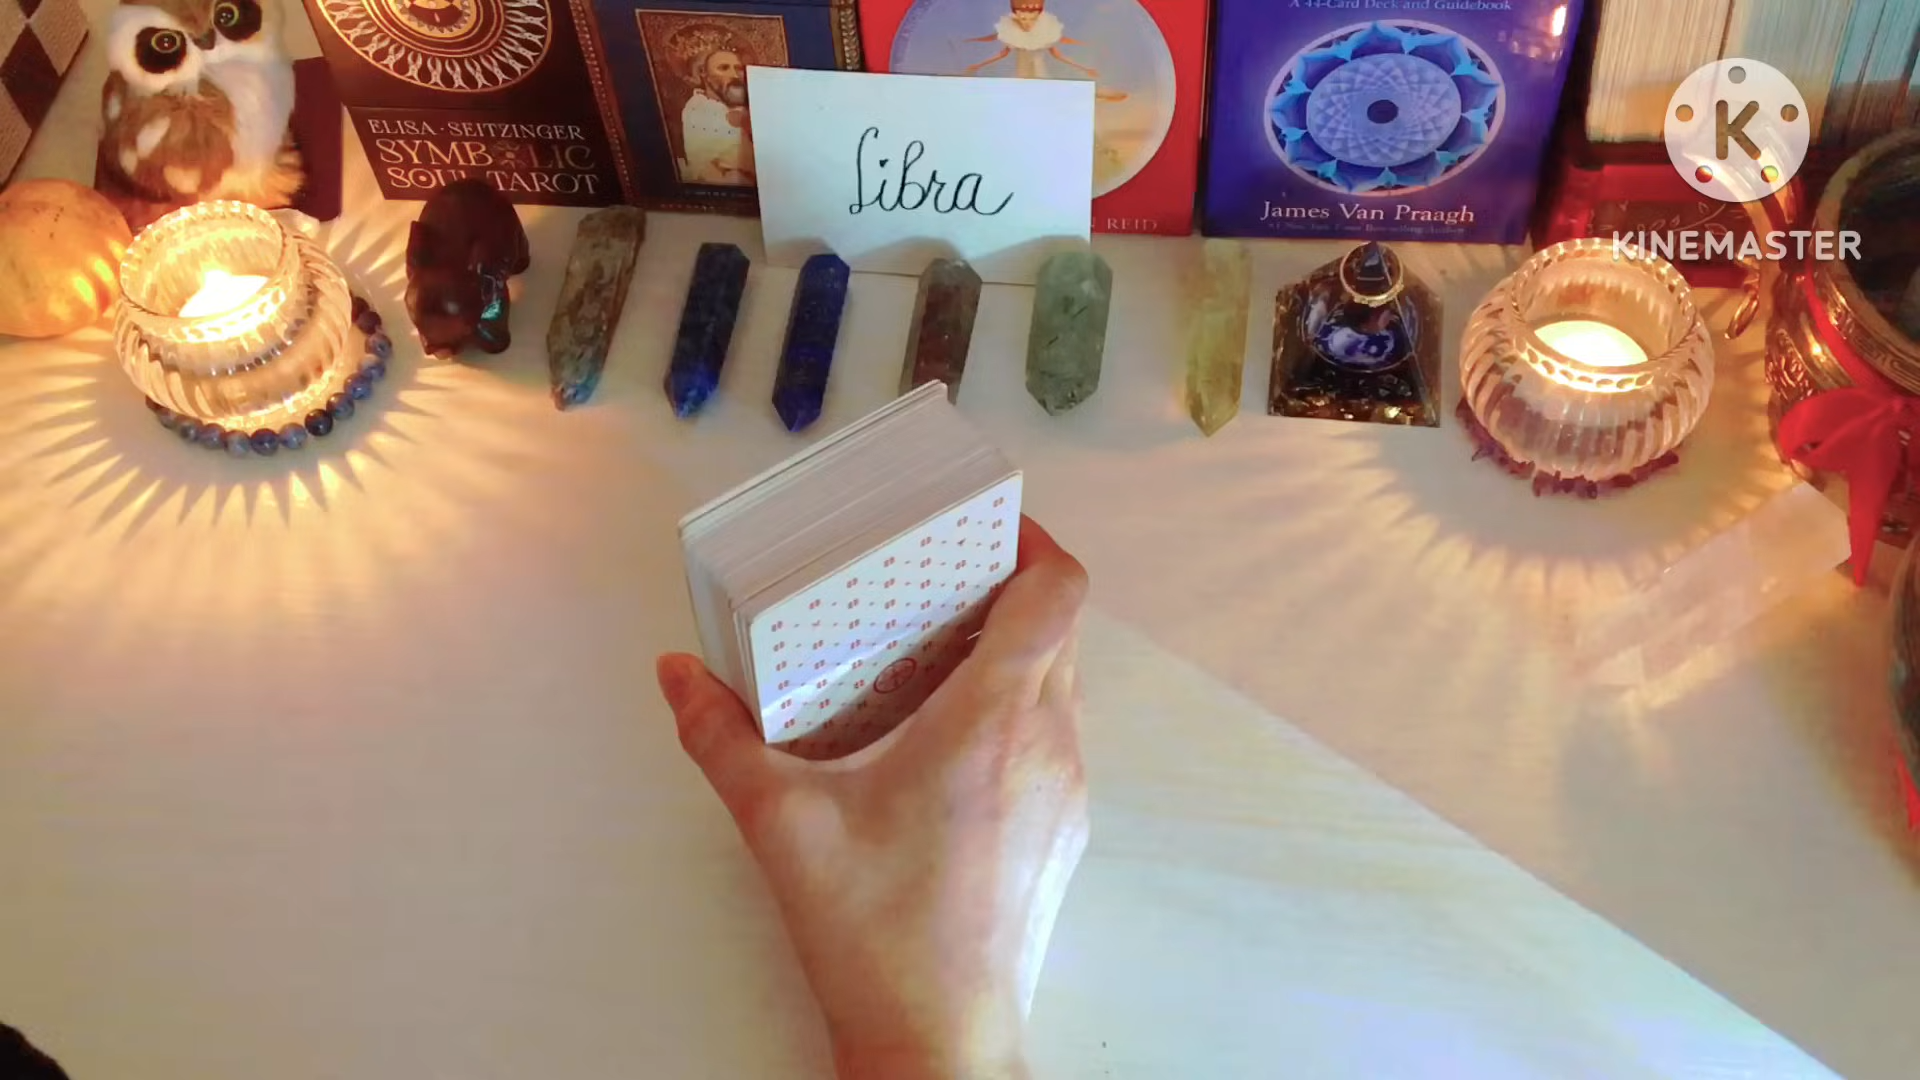 A 44-Card Deck and Guidebook
ELISA · SEITZINGER
SYMBOLIC
SOUL TAROT
Libra
REID
James Van Praagh
K
KINEMASTER